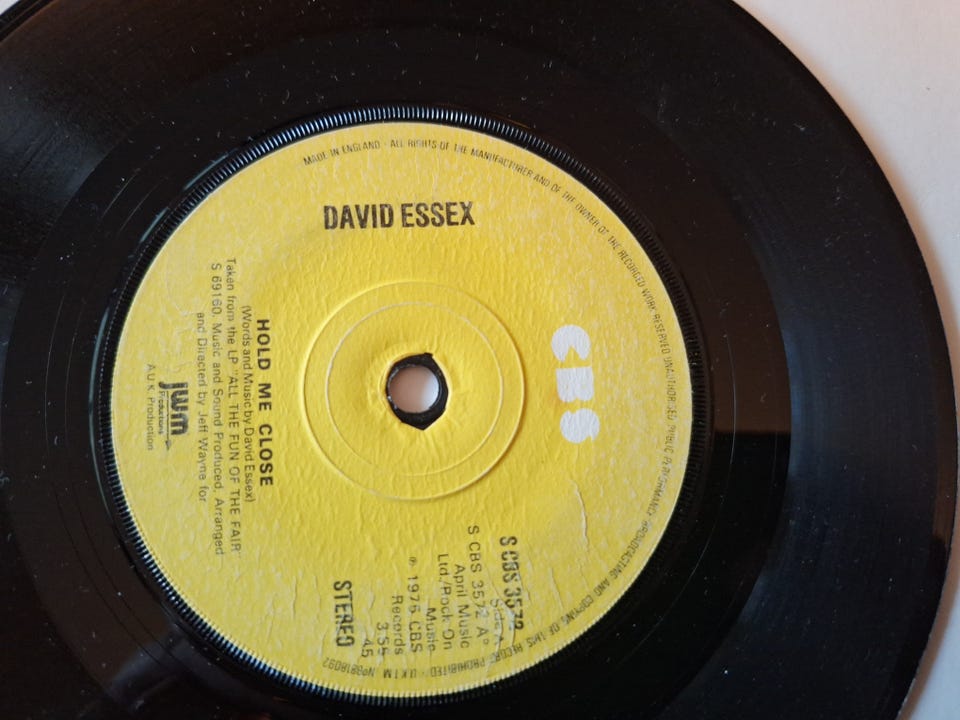 MADE IN ENGLAND · ALL RIGHTS OF THE MANUFACTURER AND OF THE OWNER OF THE RECORDED WORK RESERVED UNAUTHORISED PUBLIC PERFORMANCE BROADCASTING AND COPYING OF THIS RECORD PROHIBITED · U.K.T.M. No 8818092
CBS
DAVID ESSEX
S CBS 3572
Side A
S CBS 3572 A°
April Music
Ltd./Rock On
Music
℗ 1975 CBS
Records
3.55
45
STEREO
HOLD ME CLOSE
(Words and Music by David Essex)
Taken from the LP "ALL THE FUN OF THE FAIR"
S 69160. Music and Sound Produced, Arranged
and Directed by Jeff Wayne for
jwm
Productions
A U.K. Production